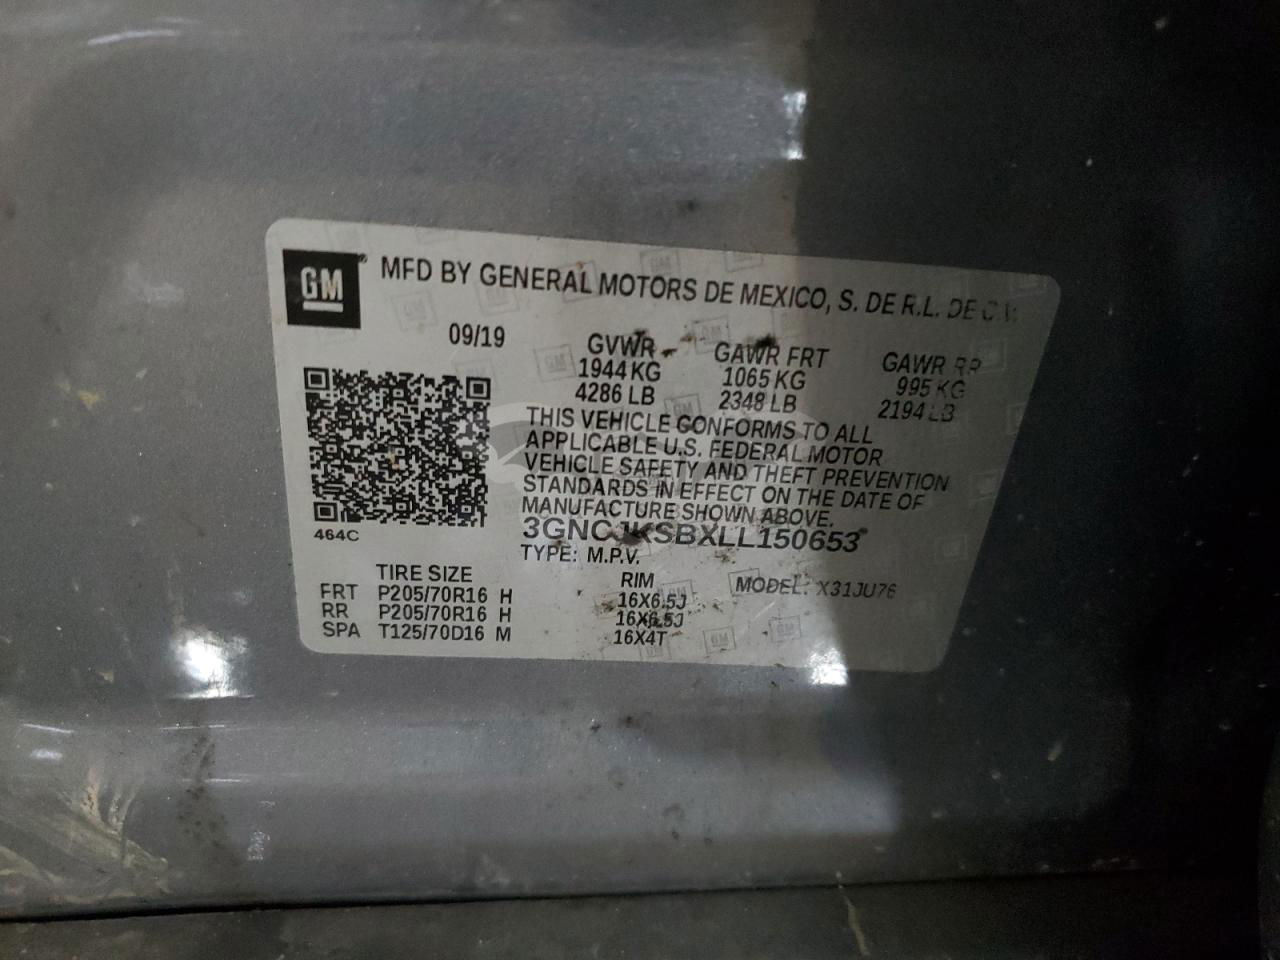 GM
MFD BY GENERAL MOTORS DE MEXICO, S. DE R.L. DE C.V.
09/19 GVWR GAWR FRT GAWR RR
1944 KG 1065 KG 995 KG
4286 LB 2348 LB 2194 LB
THIS VEHICLE CONFORMS TO ALL
APPLICABLE U.S. FEDERAL MOTOR
VEHICLE SAFETY AND THEFT PREVENTION
STANDARDS IN EFFECT ON THE DATE OF
MANUFACTURE SHOWN ABOVE.
464C
3GNCJKSBXLL150653
TYPE: M.P.V.
TIRE SIZE RIM MODEL: X31JU76
FRT P205/70R16 H 16X6.5J
RR P205/70R16 H 16X6.5J
SPA T125/70D16 M 16X4T